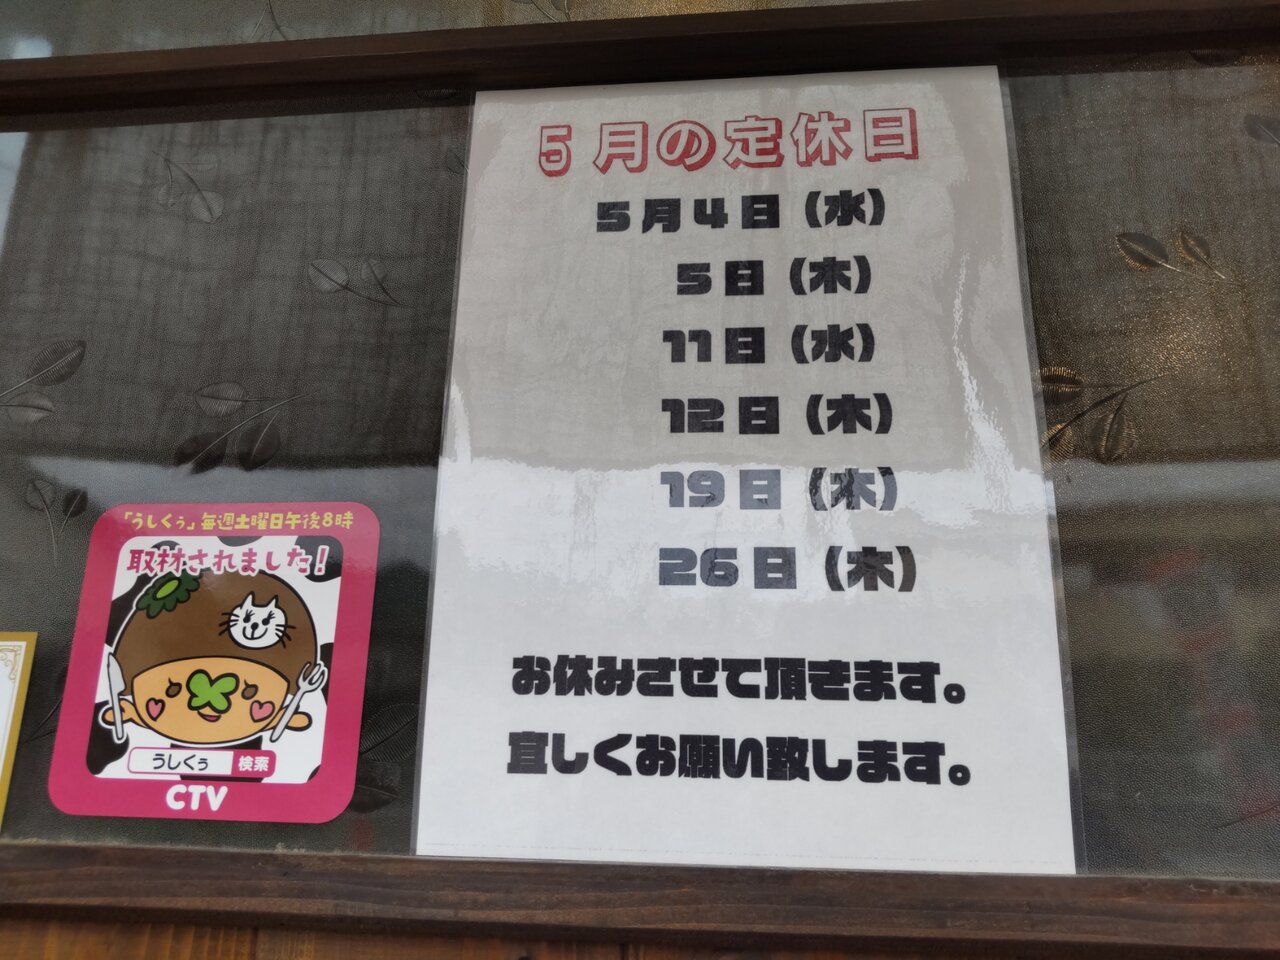 5月の定休日
5月4日（水）
5日（木）
11日（水）
12日（木）
19日（木）
26日（木）
お休みさせて頂きます。
宜しくお願い致します。
「うしくぅ」毎週土曜日午後8時
取材されました！
うしくぅ 検索
CTV